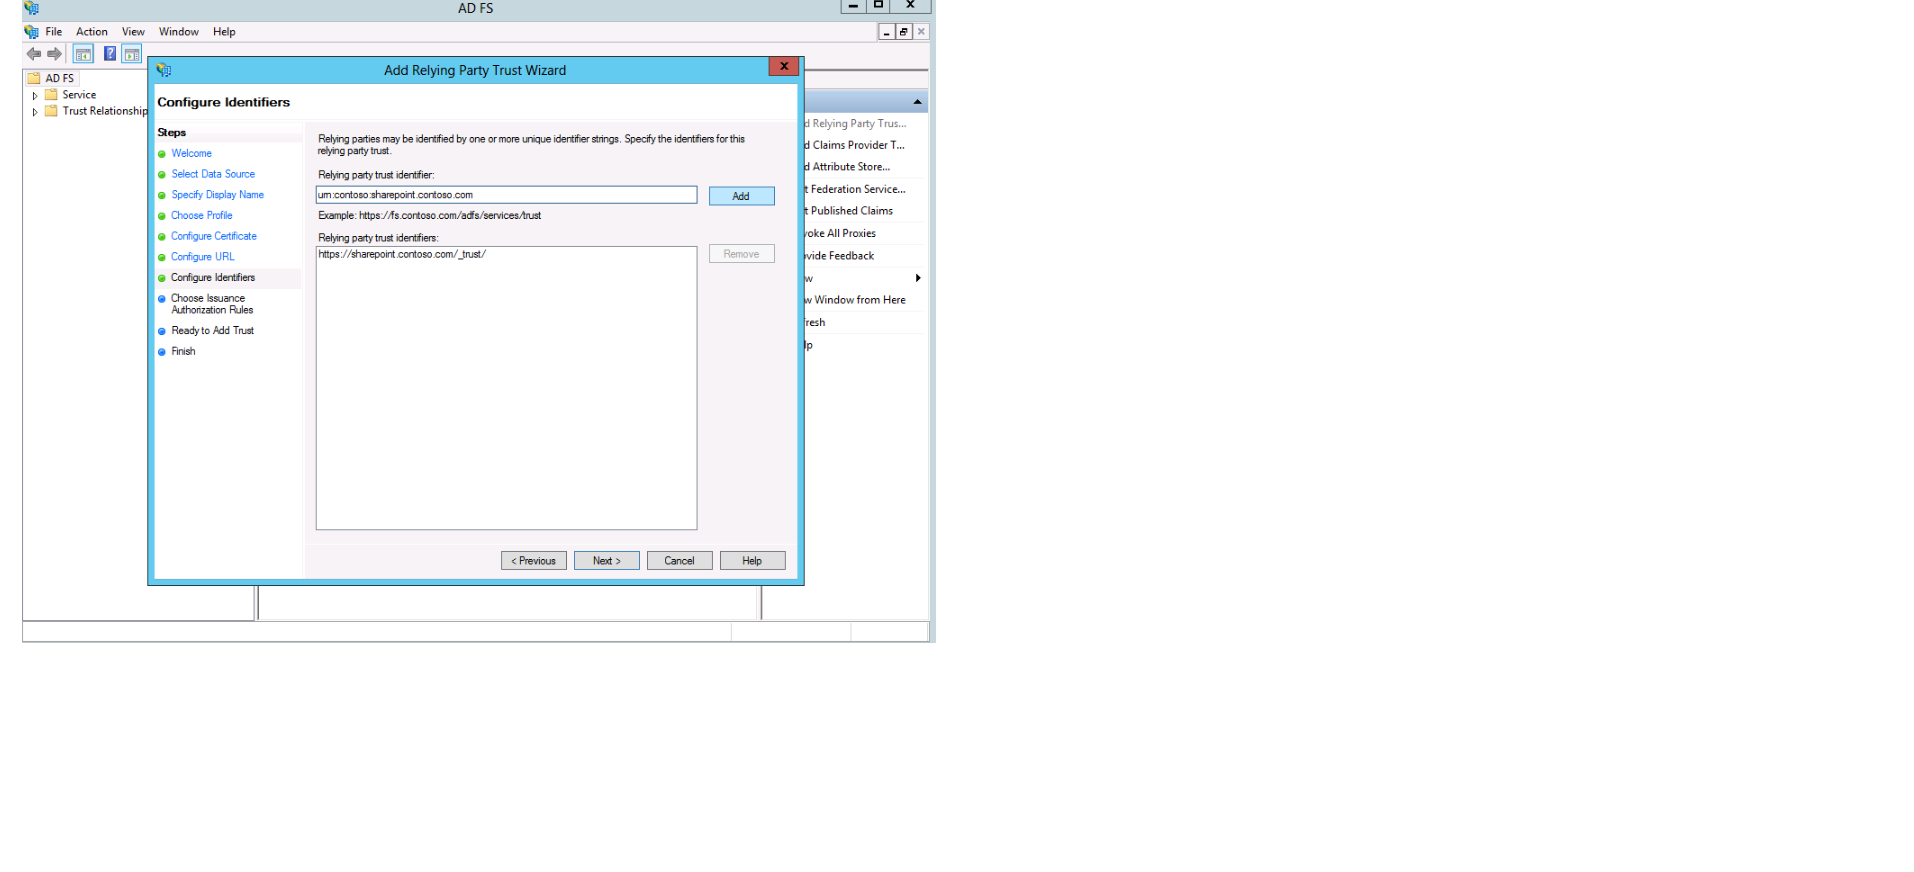 AD FS
File Action View Window Help
AD FS
Service
Trust Relationship
Add Relying Party Trust Wizard
Configure Identifiers
Steps
Welcome
Select Data Source
Specify Display Name
Choose Profile
Configure Certificate
Configure URL
Configure Identifiers
Choose Issuance
Authorization Rules
Ready to Add Trust
Finish
Relying parties may be identified by one or more unique identifier strings. Specify the identifiers for this
relying party trust.
Relying party trust identifier:
urn:contoso:sharepoint.contoso.com
Add
Example: https://fs.contoso.com/adfs/services/trust
Relying party trust identifiers:
https://sharepoint.contoso.com/_trust/
Remove
< Previous
Next >
Cancel
Help
d Relying Party Trus...
d Claims Provider T...
d Attribute Store...
t Federation Service...
t Published Claims
voke All Proxies
vide Feedback
w
w Window from Here
fresh
lp